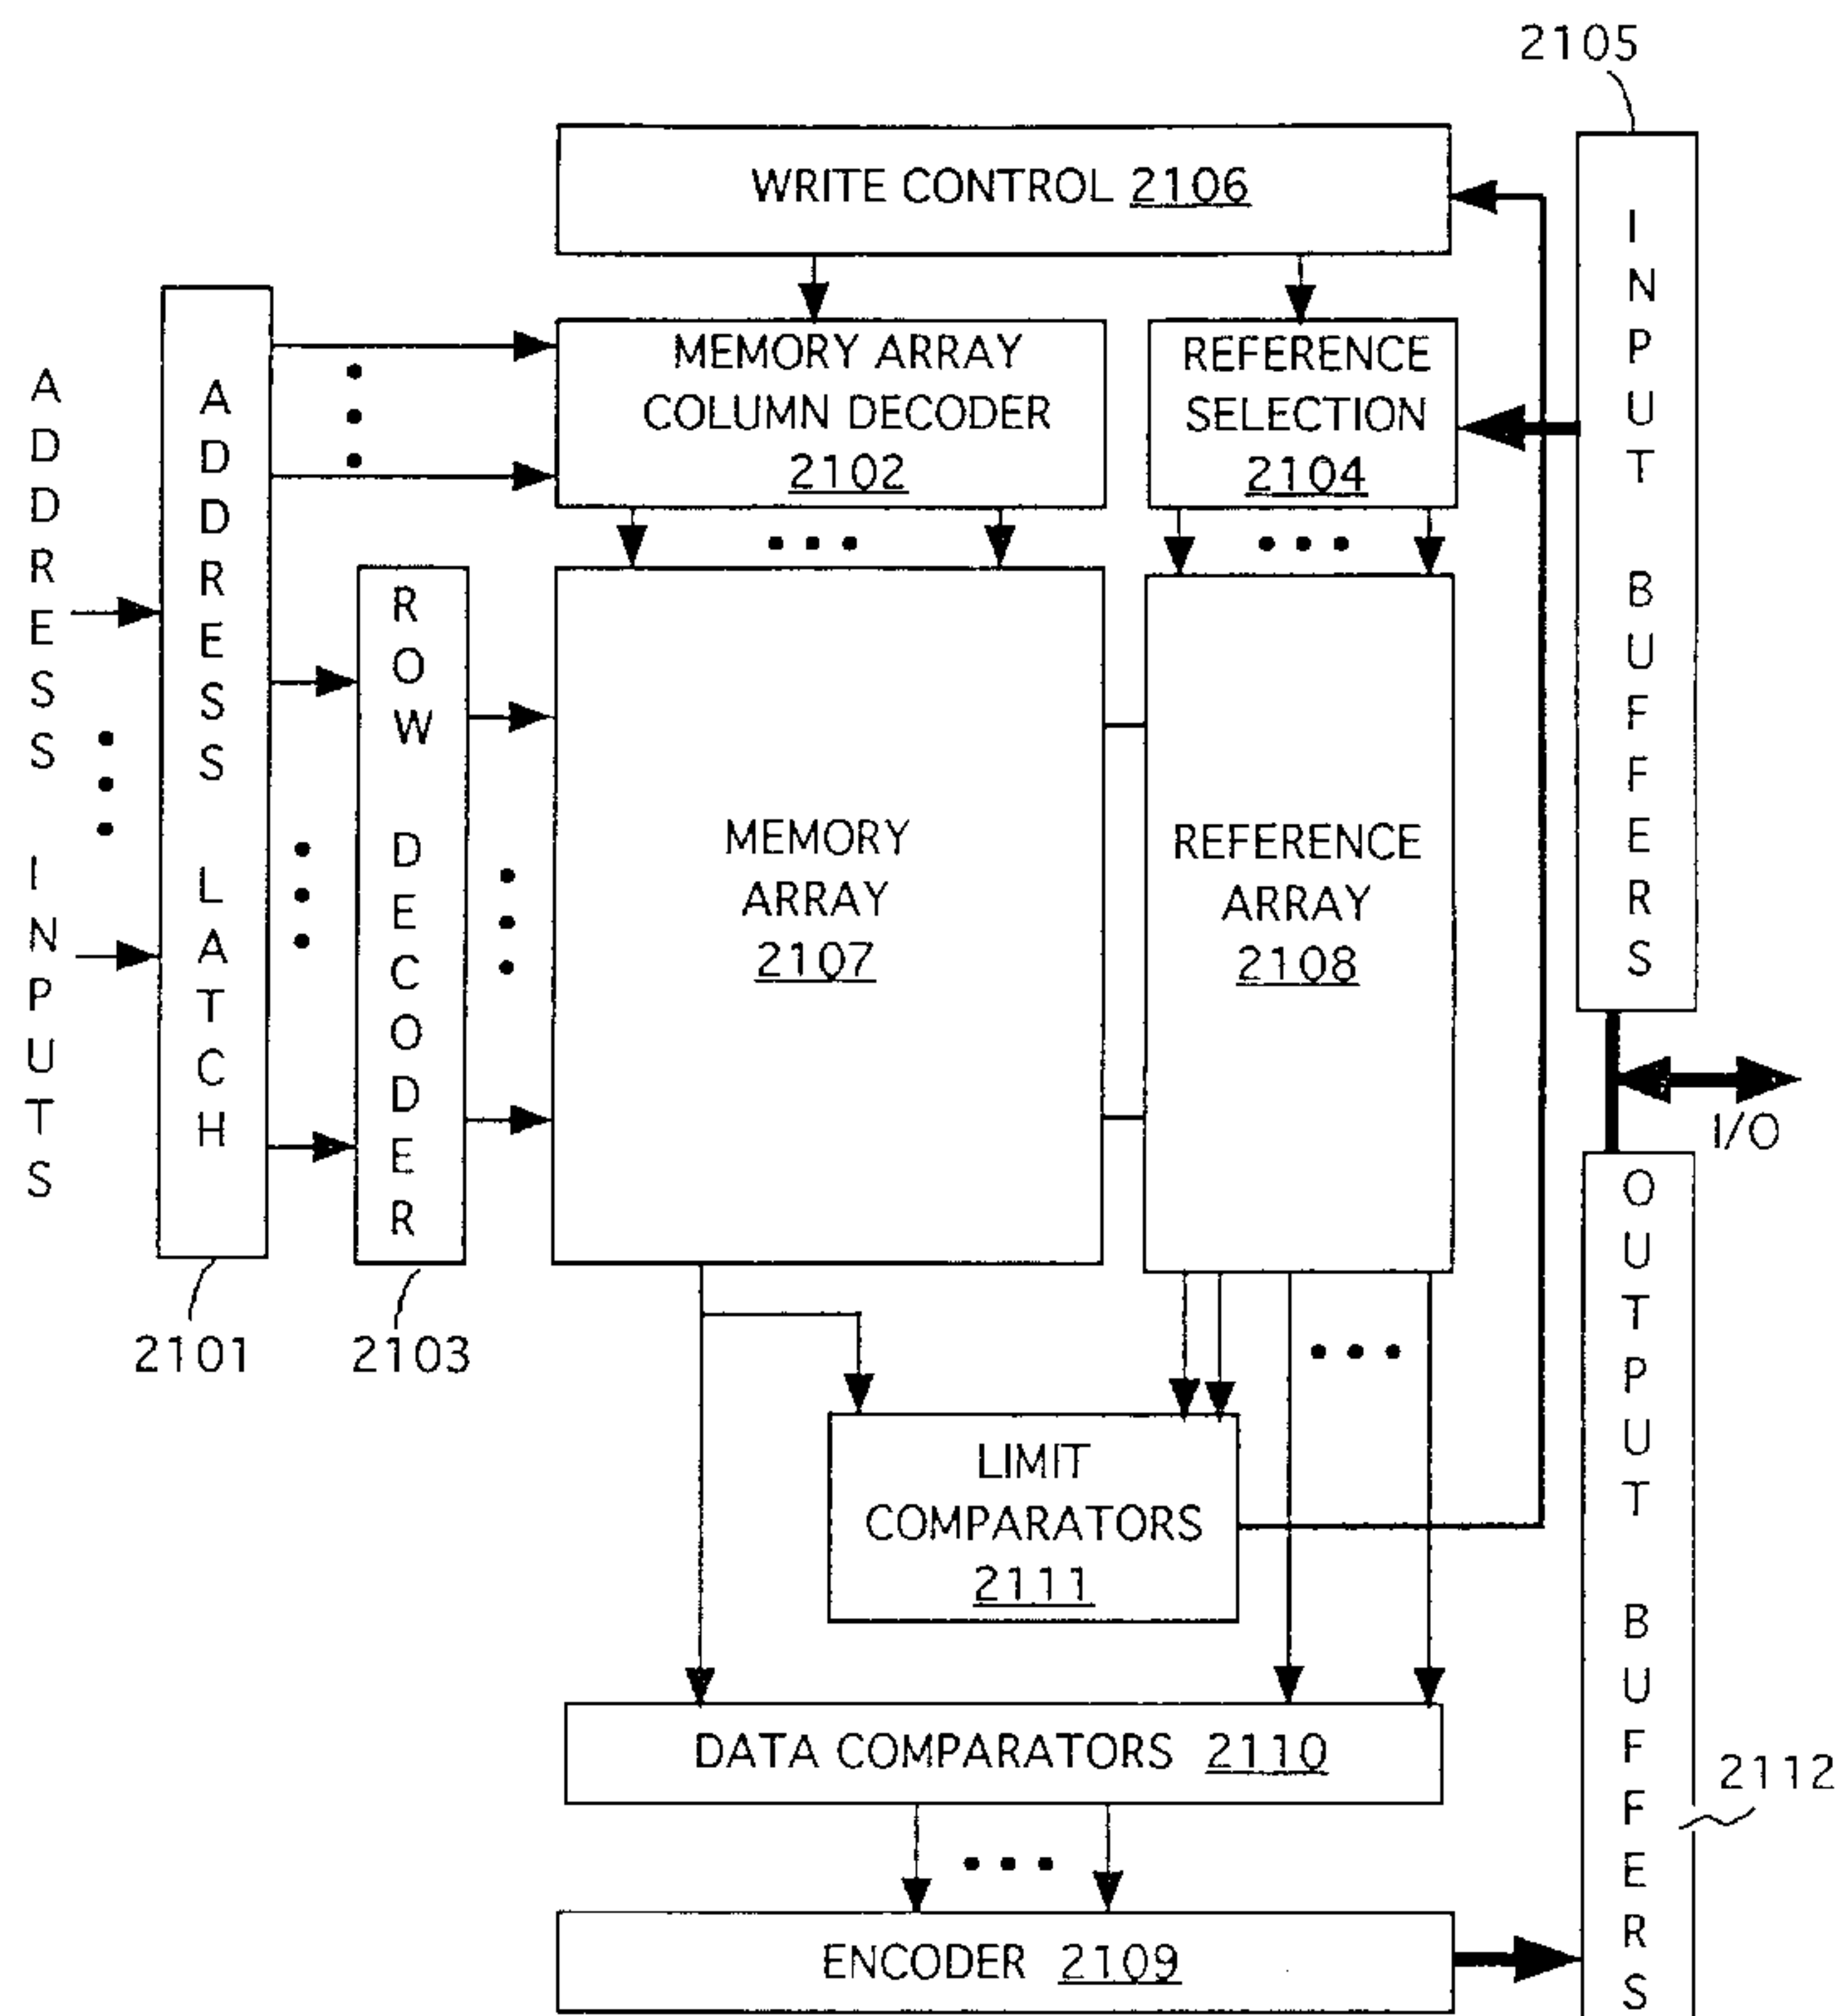 2105
WRITE CONTROL 2106
INPUT BUFFERS
MEMORY ARRAY
COLUMN DECODER
2102
REFERENCE
SELECTION
2104
ADDRESS INPUTS
ADDRESS LATCH
ROW DECODER
MEMORY
ARRAY
2107
REFERENCE
ARRAY
2108
I/O
2101
2103
OUTPUT BUFFERS
LIMIT
COMPARATORS
2111
DATA COMPARATORS 2110
2112
ENCODER 2109